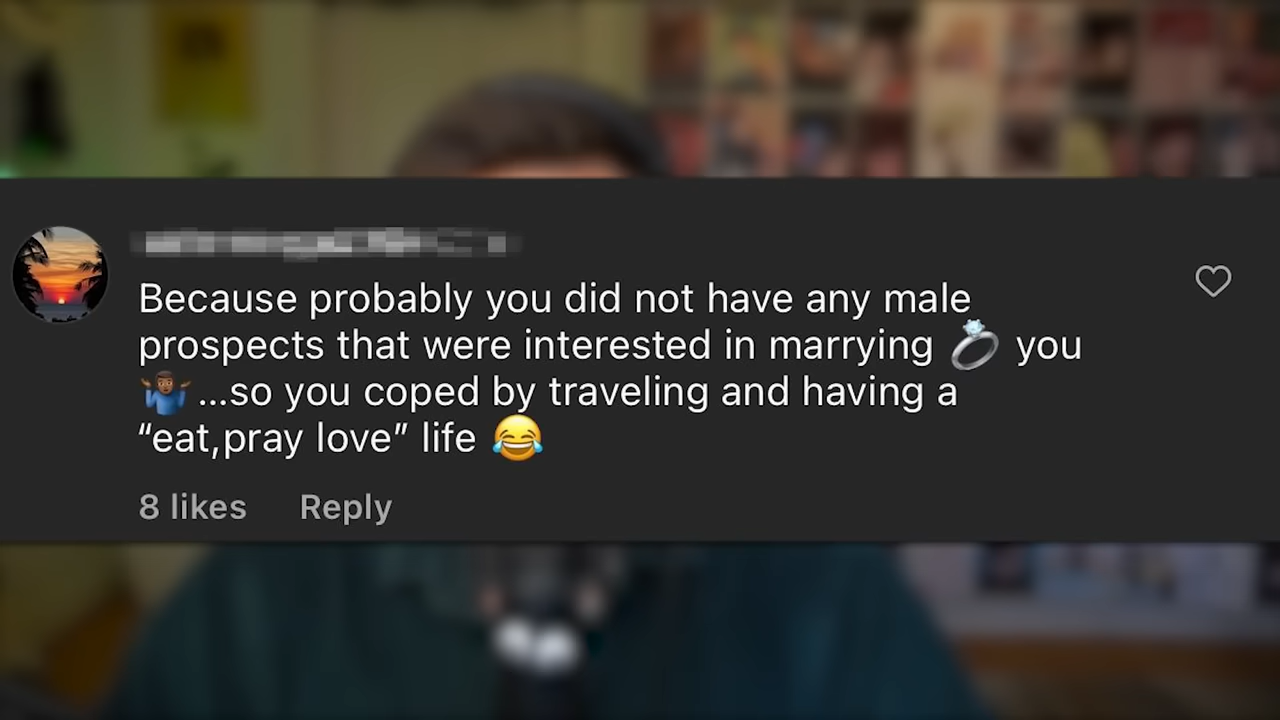 Because probably you did not have any male
prospects that were interested in marrying 💍 you
🤷🏾‍♂️...so you coped by traveling and having a
“eat,pray love” life 😂
8 likes Reply